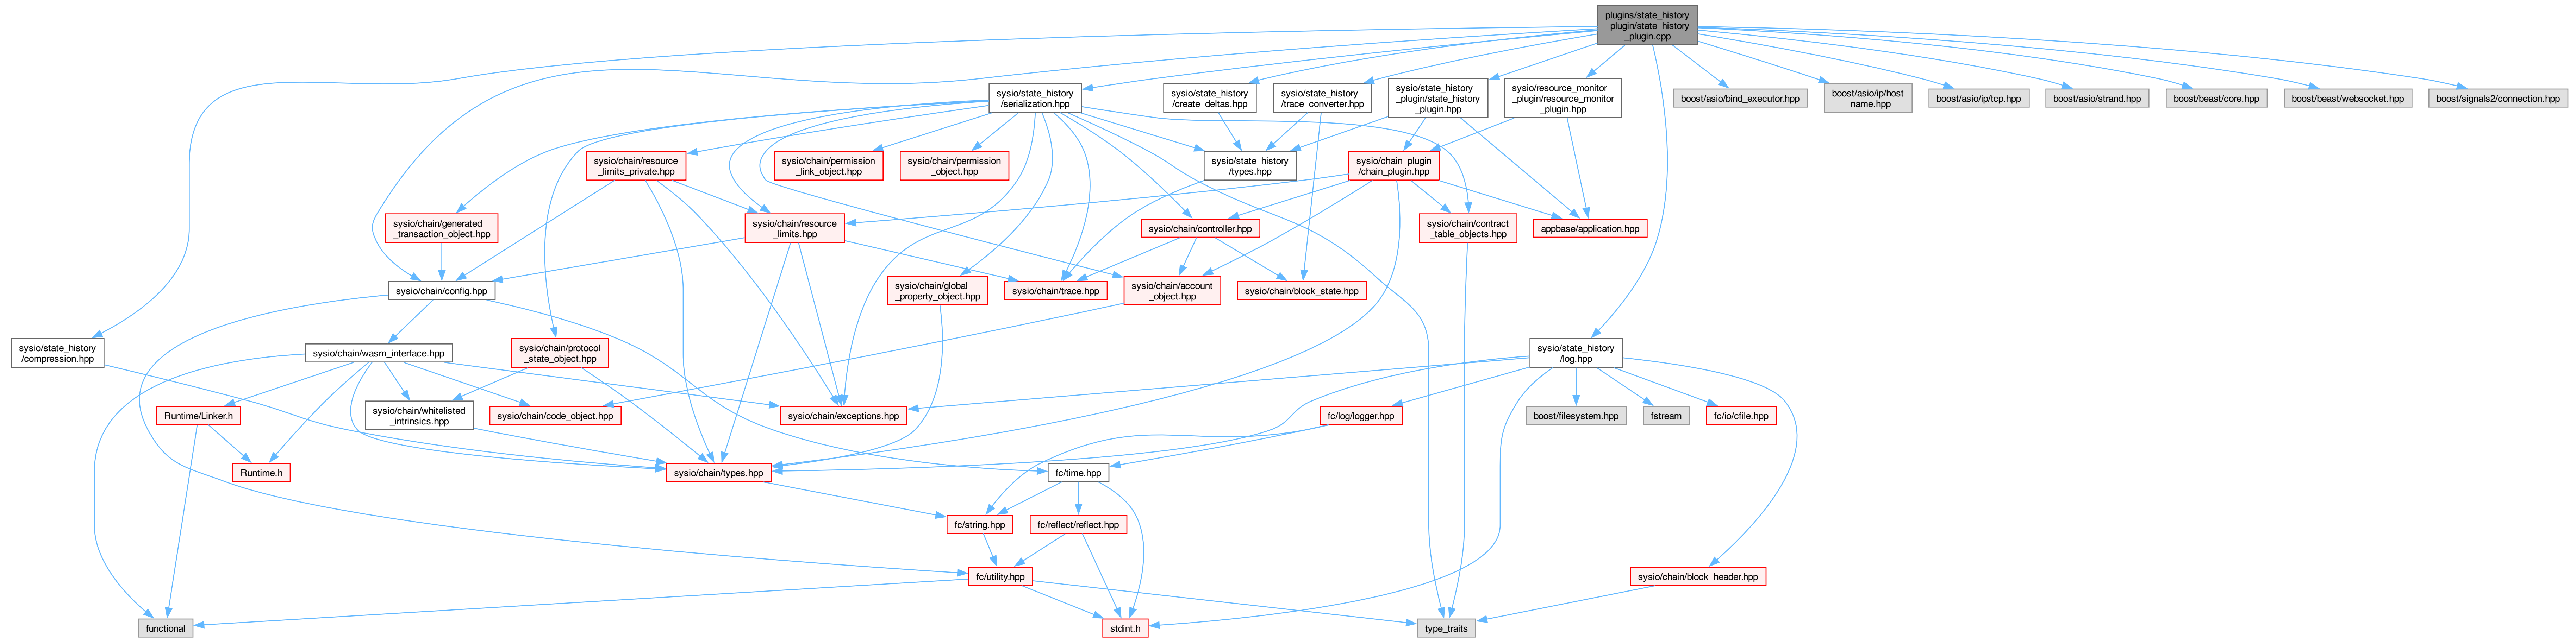 plugins/state_history
_plugin/state_history
_plugin.cpp
sysio/state_history
/serialization.hpp
sysio/state_history
/create_deltas.hpp
sysio/state_history
/trace_converter.hpp
sysio/state_history
_plugin/state_history
_plugin.hpp
sysio/resource_monitor
_plugin/resource_monitor
_plugin.hpp
boost/asio/bind_executor.hpp
boost/asio/ip/host
_name.hpp
boost/asio/ip/tcp.hpp
boost/asio/strand.hpp
boost/beast/core.hpp
boost/beast/websocket.hpp
boost/signals2/connection.hpp
sysio/chain/resource
_limits_private.hpp
sysio/chain/permission
_link_object.hpp
sysio/chain/permission
_object.hpp
sysio/state_history
/types.hpp
sysio/chain_plugin
/chain_plugin.hpp
sysio/chain/generated
_transaction_object.hpp
sysio/chain/resource
_limits.hpp
sysio/chain/controller.hpp
sysio/chain/contract
_table_objects.hpp
appbase/application.hpp
sysio/chain/config.hpp
sysio/chain/global
_property_object.hpp
sysio/chain/trace.hpp
sysio/chain/account
_object.hpp
sysio/chain/block_state.hpp
sysio/state_history
/compression.hpp
sysio/chain/wasm_interface.hpp
sysio/chain/protocol
_state_object.hpp
sysio/state_history
/log.hpp
Runtime/Linker.h
sysio/chain/whitelisted
_intrinsics.hpp
sysio/chain/code_object.hpp
sysio/chain/exceptions.hpp
fc/log/logger.hpp
boost/filesystem.hpp
fstream
fc/io/cfile.hpp
Runtime.h
sysio/chain/types.hpp
fc/time.hpp
fc/string.hpp
fc/reflect/reflect.hpp
fc/utility.hpp
sysio/chain/block_header.hpp
functional
stdint.h
type_traits